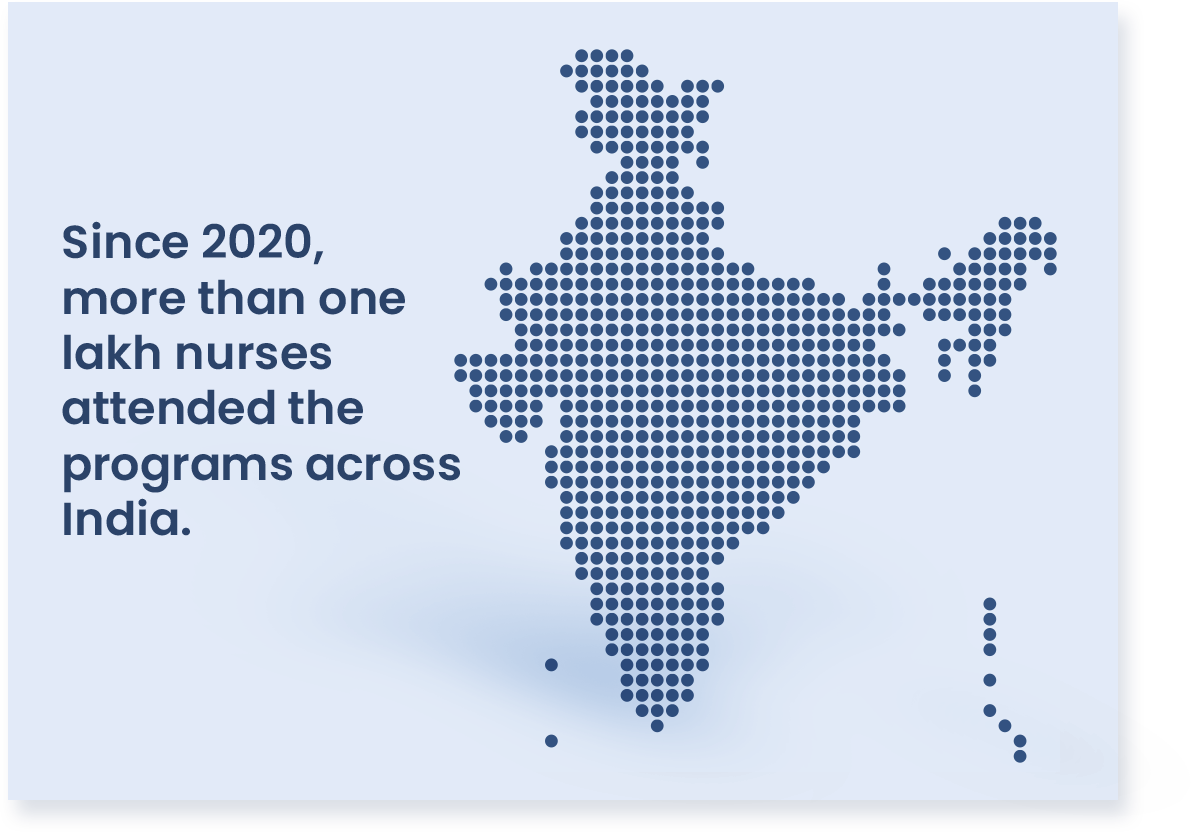 Since 2020,
more than one
lakh nurses
attended the
programs across
India.